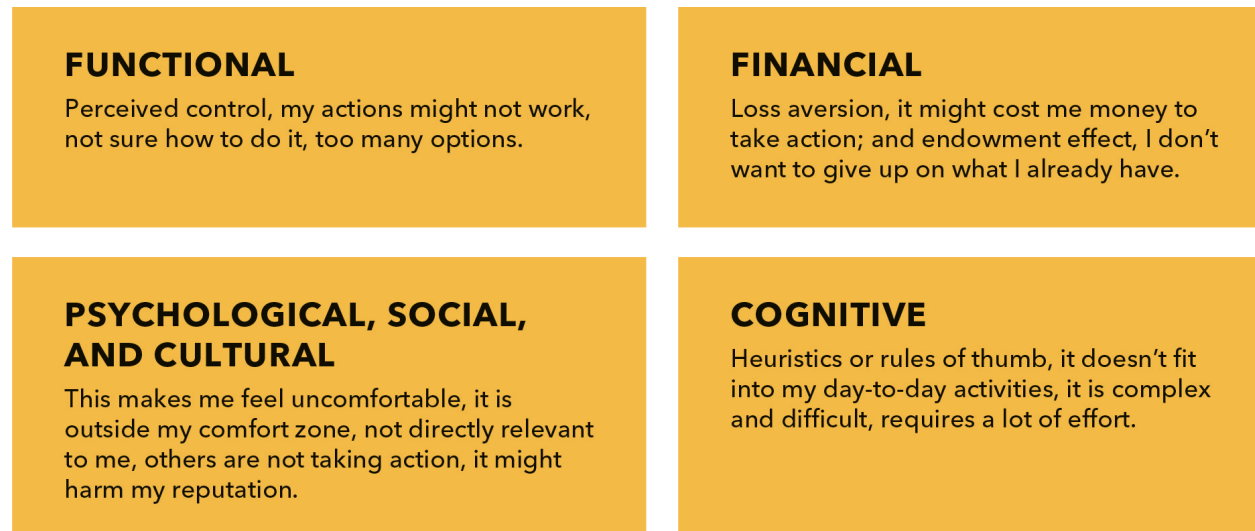 FUNCTIONAL
Perceived control, my actions might not work,
not sure how to do it, too many options.
FINANCIAL
Loss aversion, it might cost me money to
take action; and endowment effect, I don’t
want to give up on what I already have.
PSYCHOLOGICAL, SOCIAL,
AND CULTURAL
This makes me feel uncomfortable, it is
outside my comfort zone, not directly relevant
to me, others are not taking action, it might
harm my reputation.
COGNITIVE
Heuristics or rules of thumb, it doesn’t fit
into my day-to-day activities, it is complex
and difficult, requires a lot of effort.